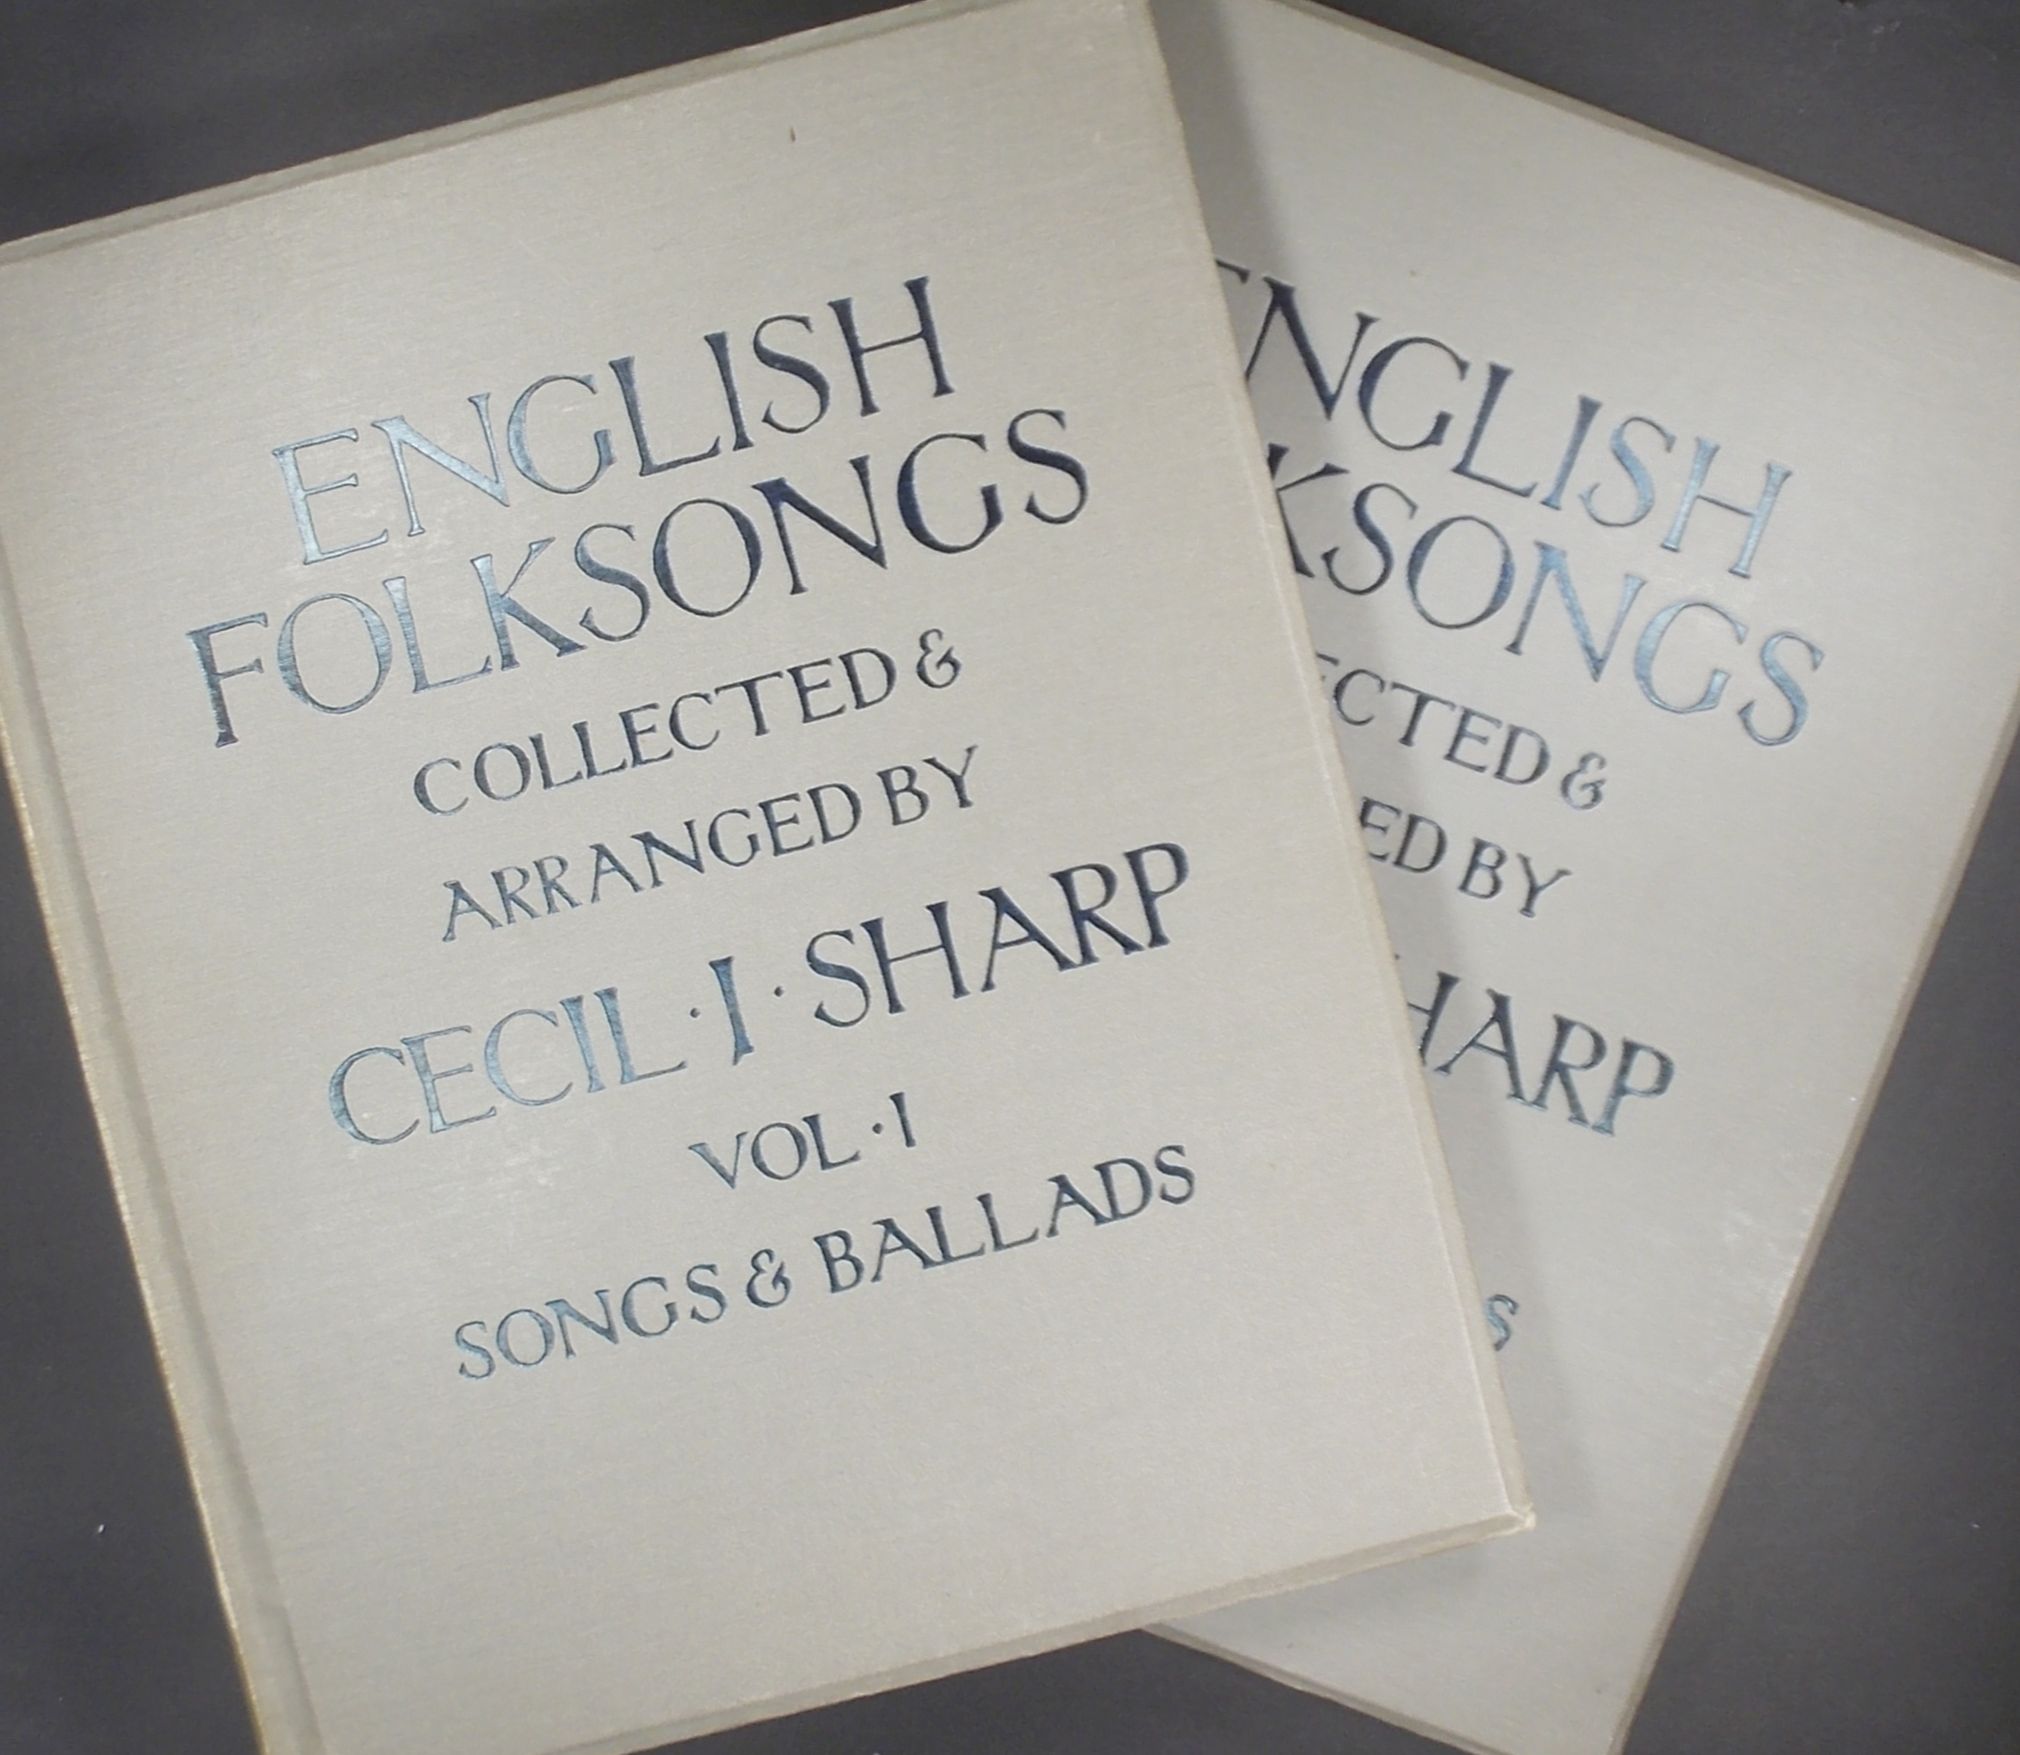 ENGLISH
FOLKSONGS
COLLECTED &
ARRANGED BY
CECIL · I · SHARP
VOL · I
SONGS & BALLADS
ENGLISH
KSONGS
ECTED &
ED BY
HARP
S